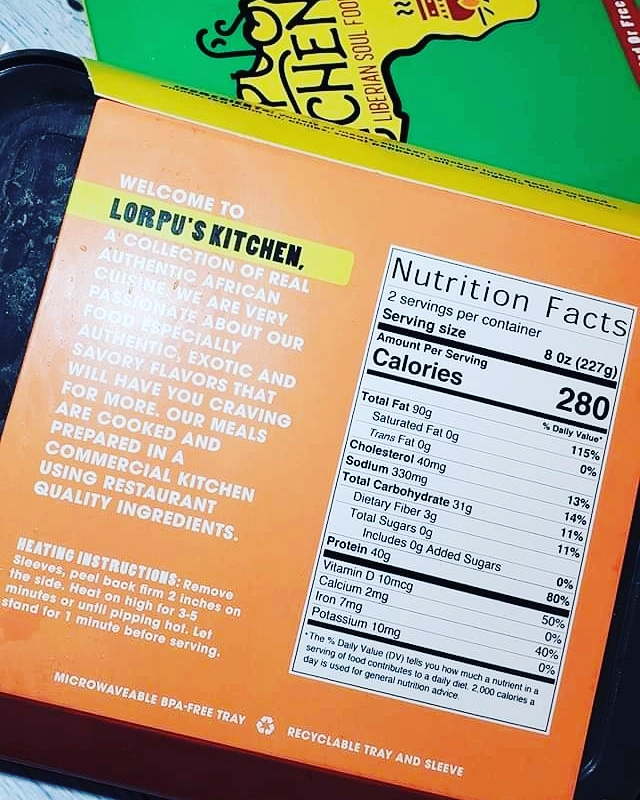 CHEN
LIBERIAN SOUL FOO
WELCOME TO
LORPU'S KITCHEN,
A COLLECTION OF REAL
AUTHENTIC AFRICAN
CUISINE. WE ARE VERY
PASSIONATE ABOUT OUR
FOOD ESPECIALLY
AUTHENTIC, EXOTIC AND
SAVORY FLAVORS THAT
WILL HAVE YOU CRAVING
FOR MORE. OUR MEALS
ARE COOKED AND
PREPARED IN A
COMMERCIAL KITCHEN
USING RESTAURANT
QUALITY INGREDIENTS.
HEATING INSTRUCTIONS: Remove
Sleeves, peel back firm 2 inches on
the side. Heat on high for 3-5
minutes or until pipping hot. Let
stand for 1 minute before serving.
MICROWAVEABLE BPA-FREE TRAY
RECYCLABLE TRAY AND SLEEVE
Nutrition Facts
2 servings per container
Serving size 8 0z (227g)
Amount Per Serving
Calories 280
% Daily Value*
Total Fat 90g 115%
Saturated Fat 0g 0%
Trans Fat 0g
Cholesterol 40mg 13%
Sodium 330mg 14%
Total Carbohydrate 31g 11%
Dietary Fiber 3g 11%
Total Sugars 0g
Includes 0g Added Sugars 0%
Protein 40g 80%
Vitamin D 10mcg 50%
Calcium 2mg 0%
Iron 7mg 40%
Potassium 10mg 0%
*The % Daily Value (DV) tells you how much a nutrient in a
serving of food contributes to a daily diet. 2,000 calories a
day is used for general nutrition advice.